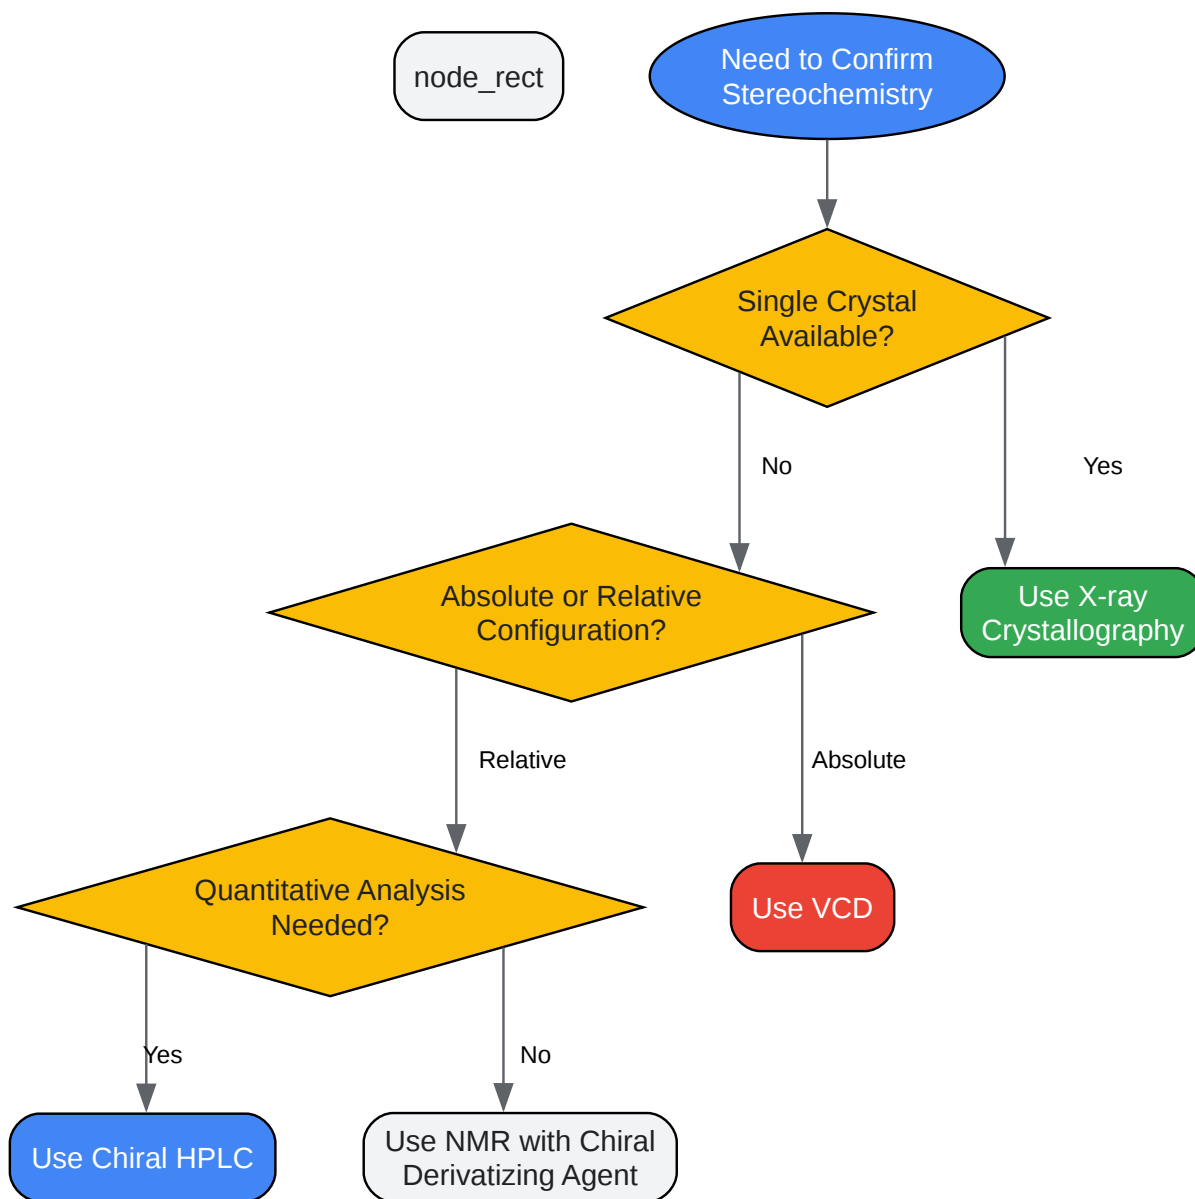 node_rect
Need to Confirm
Stereochemistry
Single Crystal
Available?
No
Yes
Absolute or Relative
Configuration?
Use X-ray
Crystallography
Relative
Absolute
Quantitative Analysis
Needed?
Use VCD
Yes
No
Use Chiral HPLC
Use NMR with Chiral
Derivatizing Agent